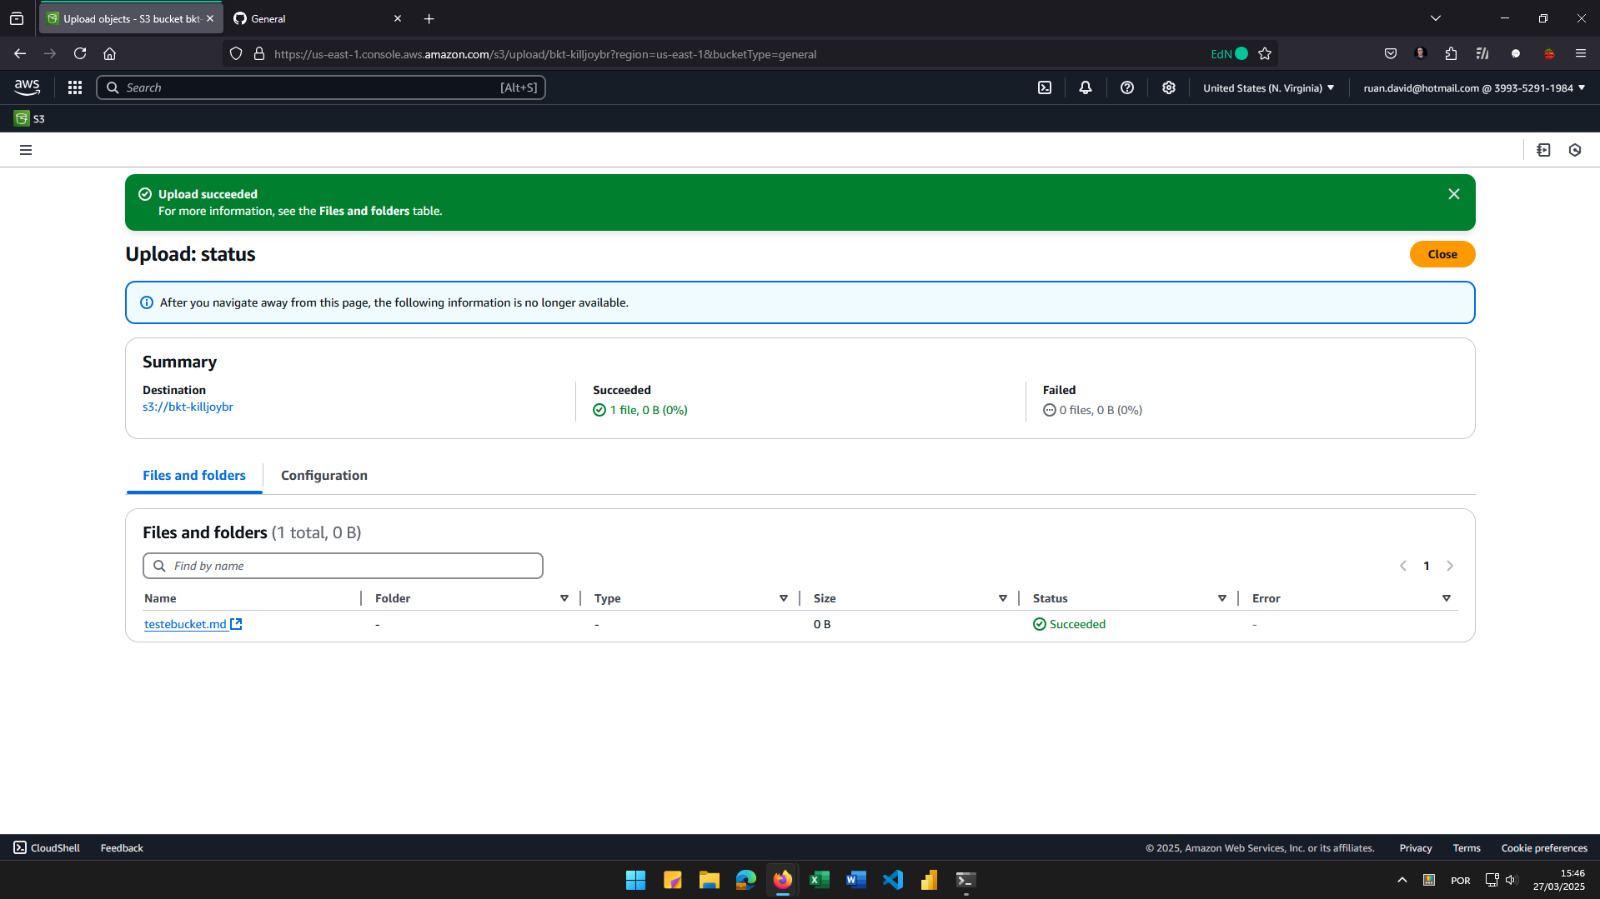 Upload objects - S3 bucket bkt-
General
https://us-east-1.console.aws.amazon.com/s3/upload/bkt-killjoybr?region=us-east-1&bucketType=general
EdN
aws
Search
[Alt+S]
United States (N. Virginia)
ruan.david@hotmail.com @ 3993-5291-1984
S3
Upload succeeded
For more information, see the Files and folders table.
Upload: status
Close
After you navigate away from this page, the following information is no longer available.
Summary
Destination
s3://bkt-killjoybr
Succeeded
1 file, 0 B (0%)
Failed
0 files, 0 B (0%)
Files and folders
Configuration
Files and folders (1 total, 0 B)
Find by name
1
Name
Folder
Type
Size
Status
Error
testebucket.md
-
-
0 B
Succeeded
-
CloudShell
Feedback
© 2025, Amazon Web Services, Inc. or its affiliates.
Privacy
Terms
Cookie preferences
POR
15:46
27/03/2025